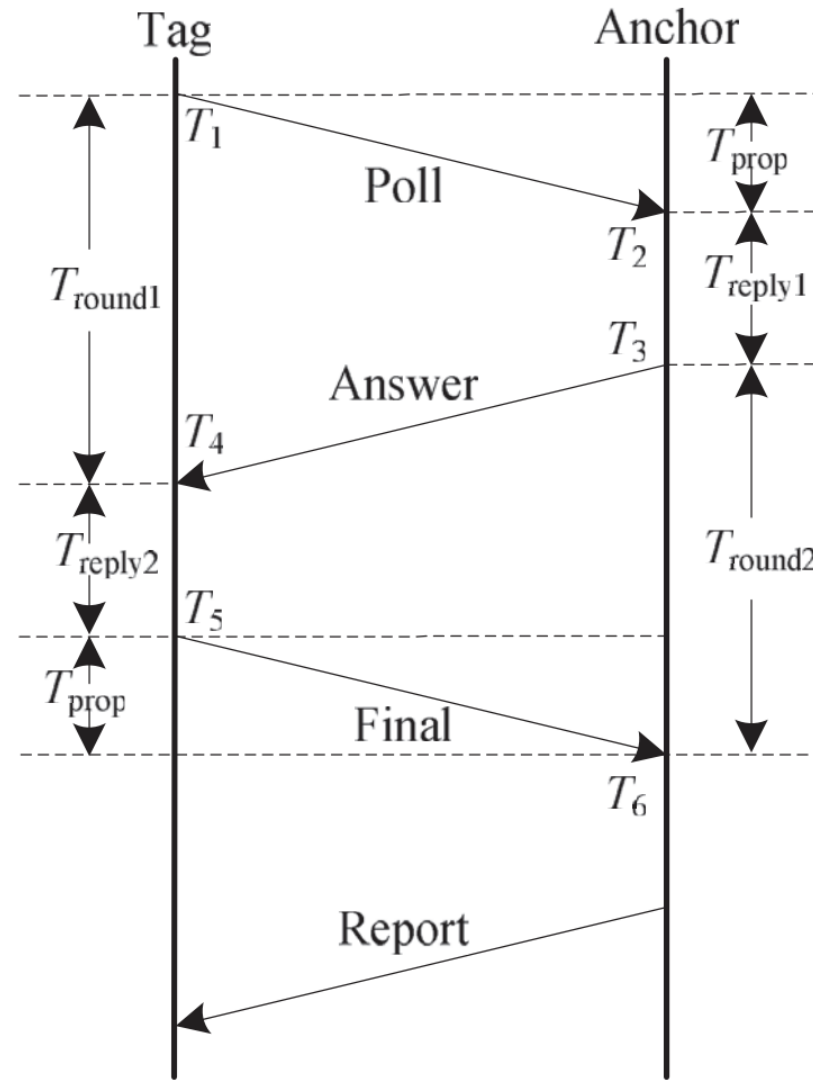 Tag
Anchor
T1
Tprop
Poll
T2
Tround1
Treply1
T3
Answer
T4
Treply2
Tround2
T5
Tprop
Final
T6
Report